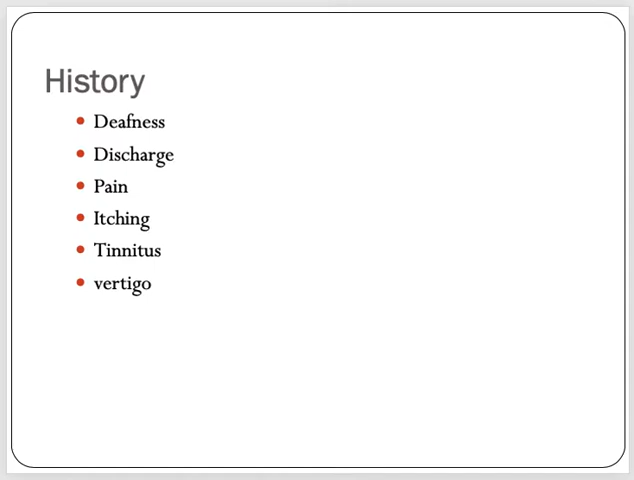 History
Deafness
Discharge
Pain
Itching
Tinnitus
vertigo